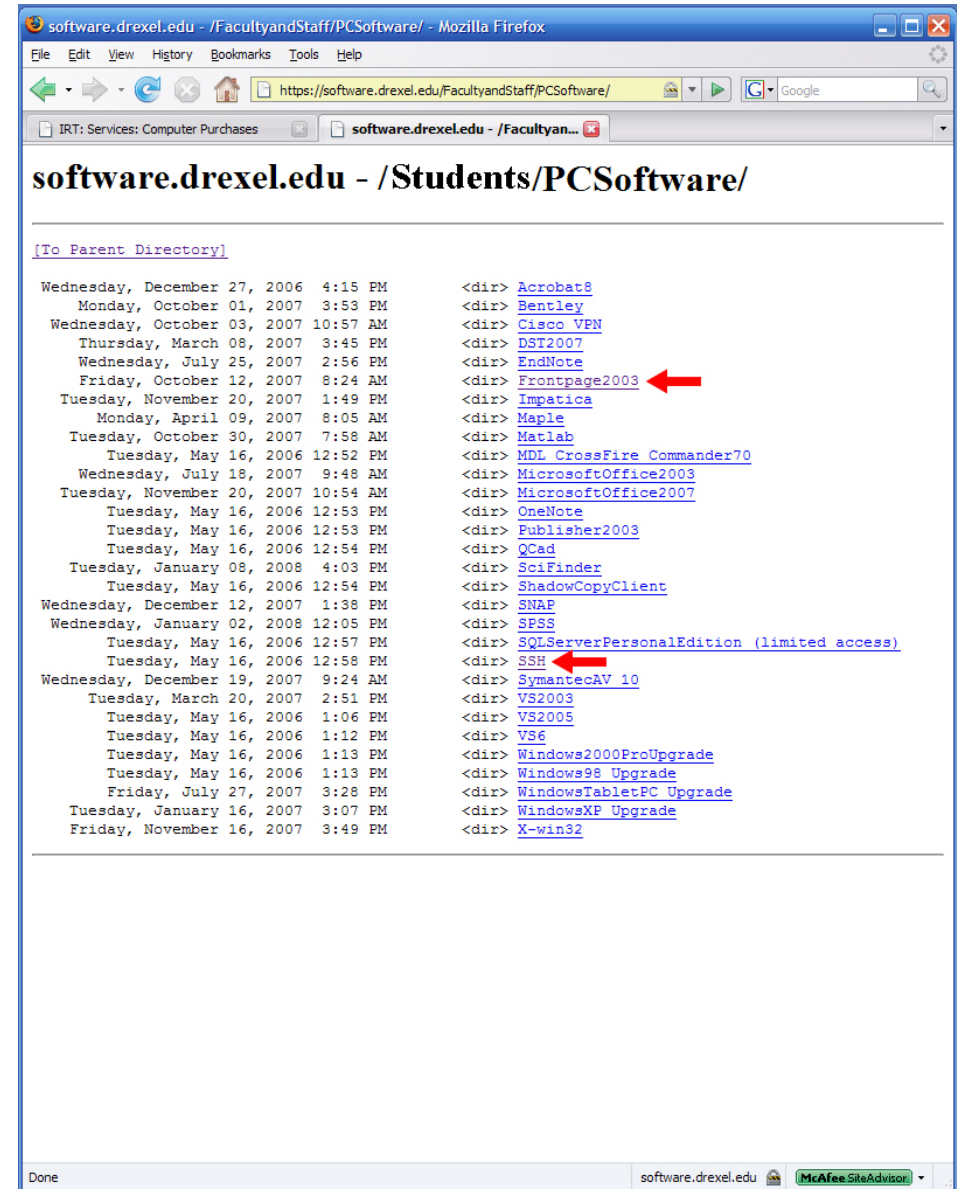 software.drexel.edu - /FacultyandStaff/PCSoftware/ - Mozilla Firefox
File Edit View History Bookmarks Tools Help
https://software.drexel.edu/FacultyandStaff/PCSoftware/ G Google
IRT: Services: Computer Purchases software.drexel.edu - /Facultyan...
software.drexel.edu - /Students/PCSoftware/
[To Parent Directory]
Wednesday, December 27, 2006 4:15 PM <dir> Acrobat8
Monday, October 01, 2007 3:53 PM <dir> Bentley
Wednesday, October 03, 2007 10:57 AM <dir> Cisco VPN
Thursday, March 08, 2007 3:45 PM <dir> DST2007
Wednesday, July 25, 2007 2:56 PM <dir> EndNote
Friday, October 12, 2007 8:24 AM <dir> Frontpage2003
Tuesday, November 20, 2007 1:49 PM <dir> Impatica
Monday, April 09, 2007 8:05 AM <dir> Maple
Tuesday, October 30, 2007 7:58 AM <dir> Matlab
Tuesday, May 16, 2006 12:52 PM <dir> MDL CrossFire Commander70
Wednesday, July 18, 2007 9:48 AM <dir> MicrosoftOffice2003
Tuesday, November 20, 2007 10:54 AM <dir> MicrosoftOffice2007
Tuesday, May 16, 2006 12:53 PM <dir> OneNote
Tuesday, May 16, 2006 12:53 PM <dir> Publisher2003
Tuesday, May 16, 2006 12:54 PM <dir> QCad
Tuesday, January 08, 2008 4:03 PM <dir> SciFinder
Tuesday, May 16, 2006 12:54 PM <dir> ShadowCopyClient
Wednesday, December 12, 2007 1:38 PM <dir> SNAP
Wednesday, January 02, 2008 12:05 PM <dir> SPSS
Tuesday, May 16, 2006 12:57 PM <dir> SQLServerPersonalEdition (limited access)
Tuesday, May 16, 2006 12:58 PM <dir> SSH
Wednesday, December 19, 2007 9:24 AM <dir> SymantecAV 10
Tuesday, March 20, 2007 2:51 PM <dir> VS2003
Tuesday, May 16, 2006 1:06 PM <dir> VS2005
Tuesday, May 16, 2006 1:12 PM <dir> VS6
Tuesday, May 16, 2006 1:13 PM <dir> Windows2000ProUpgrade
Tuesday, May 16, 2006 1:13 PM <dir> Windows98 Upgrade
Friday, July 27, 2007 3:28 PM <dir> WindowsTabletPC Upgrade
Tuesday, January 16, 2007 3:07 PM <dir> WindowsXP Upgrade
Friday, November 16, 2007 3:49 PM <dir> X-win32
Done software.drexel.edu McAfee SiteAdvisor